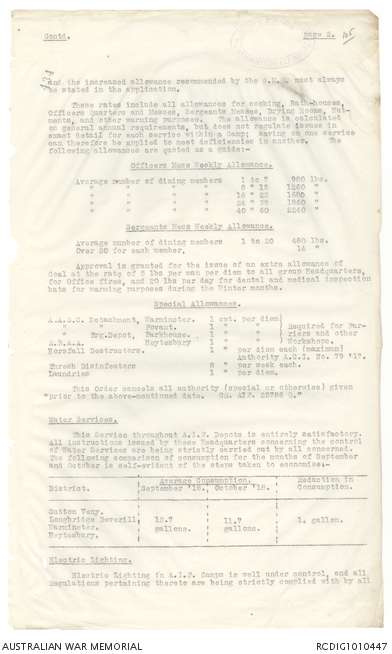 Contd. Page 2.
and the increased allowance recommended by the must always
be stated in the application.
These rates include all allowances for cooking, Bath-houses,
Officers Quarters and Messes, Sergeants Messes, Drying Rooms,
and other warming purposes. The allowance is calculated
on general annual requirements, but does not regulate issues in
exact detail for each service within a Camp; saving on one service
can therefore be applied to meet deficiencies in another. The
following allowances are quoted as a guide:-
Officers Mess Weekly Allowance.
Average number of dining members 1 to 7 980 lbs.
" " " " 8 " 15 1260 "
" " " " 16 " 23 1680 "
" " " " 24 " 39 1960 "
" " " " 40 " 60 2240 "
Sergeants Mess Weekly Allowance.
Average number of dining members 1 to 20 480 lbs.
Over 20 for each member. 14 "
Approval is granted for the issue of an extra allowance of
coal at the rate of 5 lbs per man per diem to all group Headquarters,
for Office fires, and 20 lbs per day for dental and medical inspection
huts for warming purposes during the Winter months.
Special Allowances.
A.A.O.C. Detachment, Warminster. 1 cwt. per diem
" " Fovant. 1 " " Required for Far-
" Trg.Depot, Parkhouse. 1 " " riers and other
Heytesbury 1 " " Workshops.
Horsfall Destructors. 1 " per diem each (maximum)
Authority A.C.I. No. 79 '17.
Thresh Disinfectors 8 " per week each.
Laundries 1 " per diem.
This Order cancels all authority (special or otherwise) given
"prior to the above-mentioned date.
Water Services.
This Service throughout A.I.F. Depots is entirely satisfactory.
All instructions issued by these Headquarters concerning the control
of Water Services are being strictly carried out by all concerned.
The following comparison of consumption for the months of September
and October is self-evident of the steps taken to economise:-
Average Consumption. Reduction in
District. September '18. October '18. Consumption.
Sutton Veny.
Longbridge Deverill 12.7 11.7 1. gallon.
Warminster. gallons. gallons.
Heytesbury.
Electric Lighting.
Electric Lighting in A.I.F. Camps is well under control, and all
Regulations pertaining thereto are being strictly complied with by all
AUSTRALIAN WAR MEMORIAL RCDIG1010447